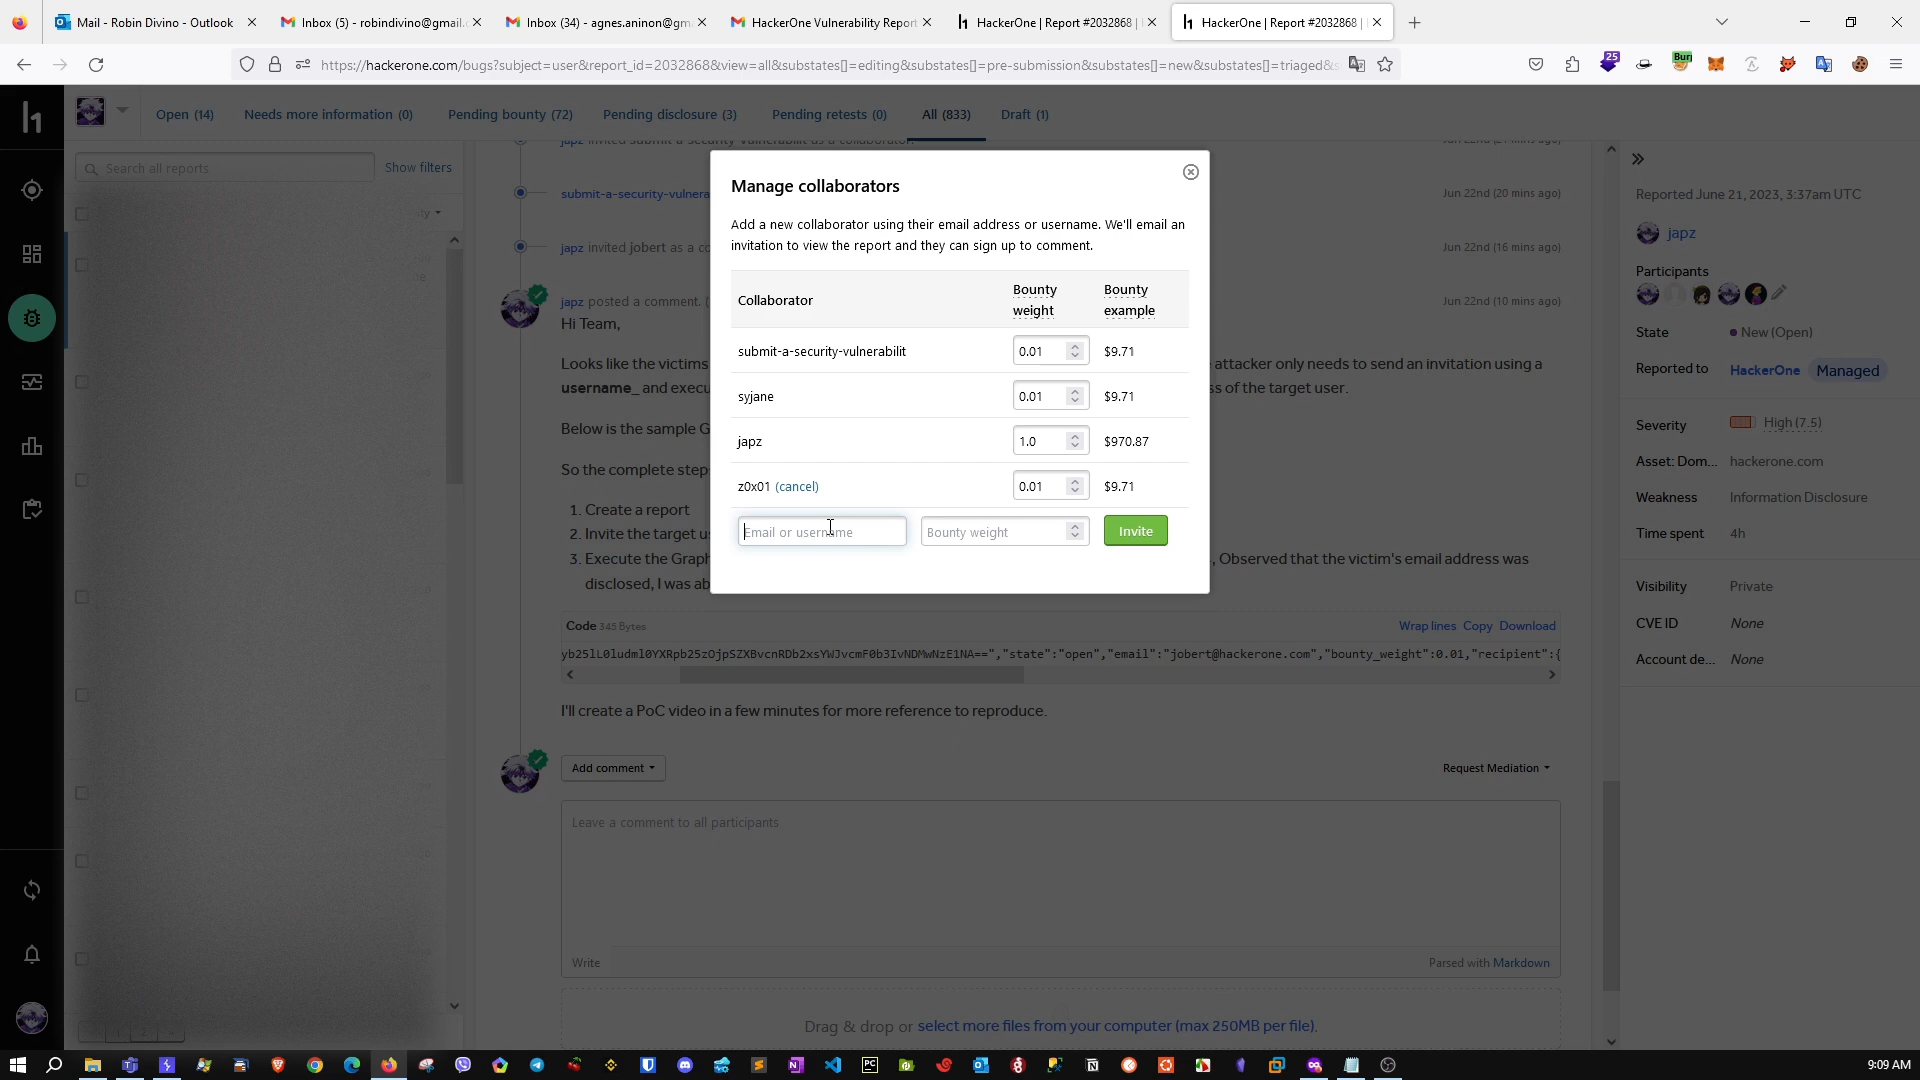 Mail - Robin Divino - Outlook
Inbox (5) - robindivino@gmail.
Inbox (34) - agnes.aninon@gm
HackerOne Vulnerability Report
HackerOne | Report #2032868 |
HackerOne | Report #2032868 |
https://hackerone.com/bugs?subject=user&report_id=2032868&view=all&substates[]=editing&substates[]=pre-submission&substates[]=new&substates[]=triaged&s
25
Burp
Open (14)
Needs more information (0)
Pending bounty (72)
Pending disclosure (3)
Pending retests (0)
All (833)
Draft (1)
Search all reports
Show filters
japz invited submit-a-security-vulnerabilit as a collaborator.
submit-a-security-vulnera
Jun 22nd (20 mins ago)
japz invited jobert as a co
Jun 22nd (16 mins ago)
japz posted a comment. (
Jun 22nd (10 mins ago)
Hi Team,
Looks like the victims
attacker only needs to send an invitation using a
username_ and execu
ss of the target user.
Below is the sample G
So the complete step
1. Create a report
2. Invite the target u
3. Execute the Graph
, Observed that the victim's email address was
disclosed, I was ab
Code 345 Bytes
Wrap lines Copy Download
"state":"open","email":"jobert@hackerone.com","bounty_weight":0.01,"recipient":{
I'll create a PoC video in a few minutes for more reference to reproduce.
Add comment
Request Mediation
Leave a comment to all participants
Write
Parsed with Markdown
Drag & drop or select more files from your computer (max 250MB per file).
Manage collaborators
Add a new collaborator using their email address or username. We'll email an
invitation to view the report and they can sign up to comment.
Collaborator
Bounty weight
Bounty example
submit-a-security-vulnerabilit 0.01 $9.71
syjane 0.01 $9.71
japz 1.0 $970.87
z0x01 (cancel) 0.01 $9.71
Email or username
Bounty weight
Invite
Reported June 21, 2023, 3:37am UTC
japz
Participants
State New (Open)
Reported to HackerOne Managed
Severity High (7.5)
Asset: Dom... hackerone.com
Weakness Information Disclosure
Time spent 4h
Visibility Private
CVE ID None
Account de... None
9:09 AM